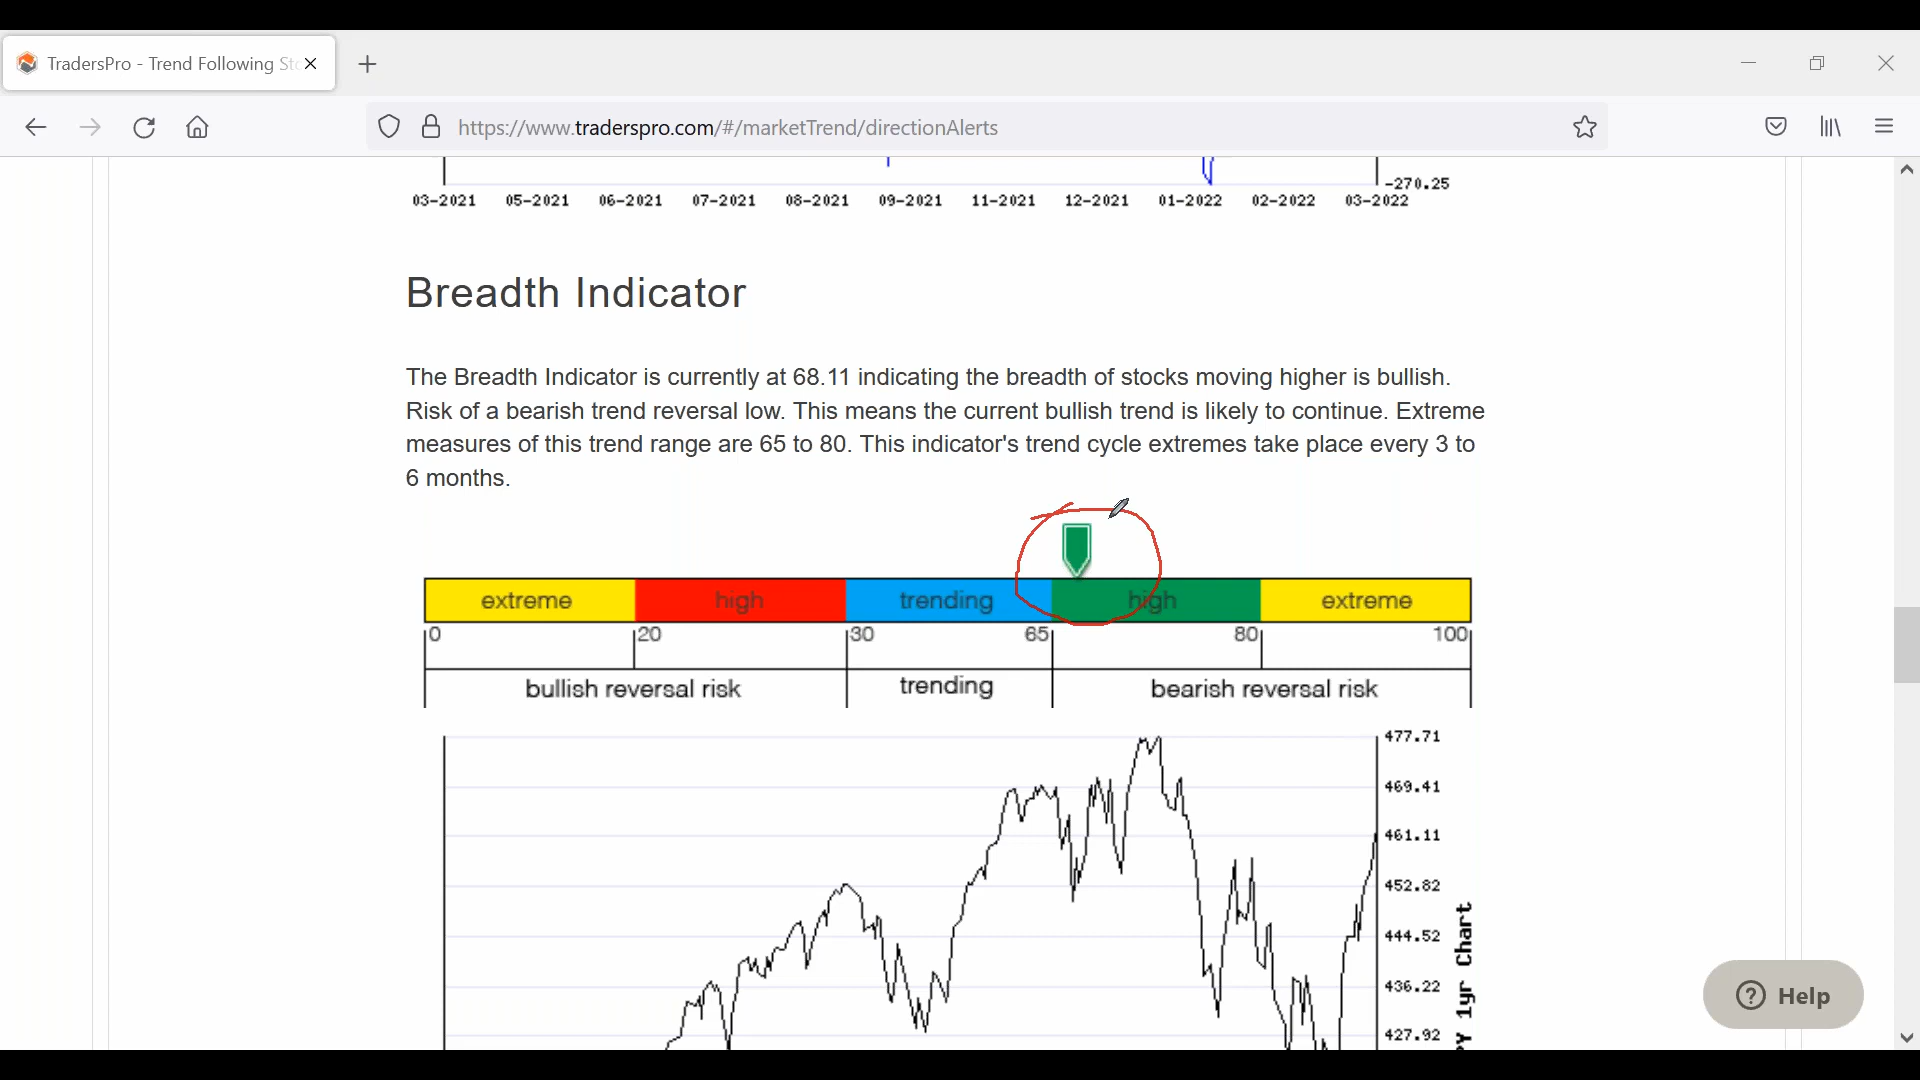 TradersPro - Trend Following Sto
https://www.traderspro.com/#/marketTrend/directionAlerts
-270.25
03-2021 05-2021 06-2021 07-2021 08-2021 09-2021 11-2021 12-2021 01-2022 02-2022 03-2022
Breadth Indicator
The Breadth Indicator is currently at 68.11 indicating the breadth of stocks moving higher is bullish.
Risk of a bearish trend reversal low. This means the current bullish trend is likely to continue. Extreme
measures of this trend range are 65 to 80. This indicator's trend cycle extremes take place every 3 to
6 months.
extreme high trending high extreme
0 20 30 65 80 100
bullish reversal risk trending bearish reversal risk
477.71
469.41
461.11
452.82
444.52
436.22
427.92
PY 1yr Chart
Help